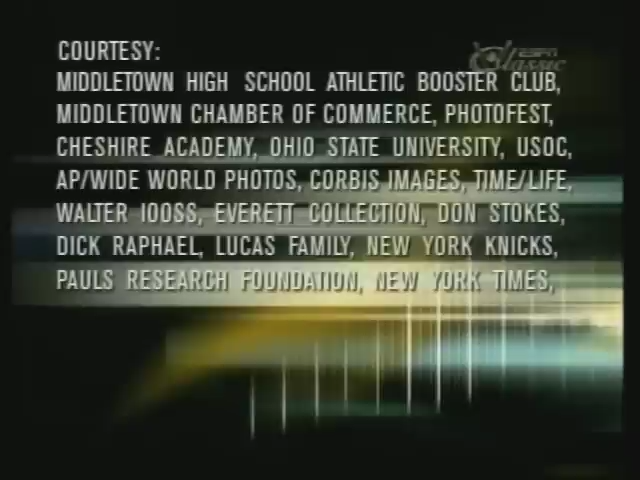 COURTESY:
ESPN Classic
MIDDLETOWN HIGH SCHOOL ATHLETIC BOOSTER CLUB,
MIDDLETOWN CHAMBER OF COMMERCE, PHOTOFEST,
CHESHIRE ACADEMY, OHIO STATE UNIVERSITY, USOC,
AP/WIDE WORLD PHOTOS, CORBIS IMAGES, TIME/LIFE,
WALTER IOOSS, EVERETT COLLECTION, DON STOKES,
DICK RAPHAEL, LUCAS FAMILY, NEW YORK KNICKS,
PAULS RESEARCH FOUNDATION, NEW YORK TIMES,